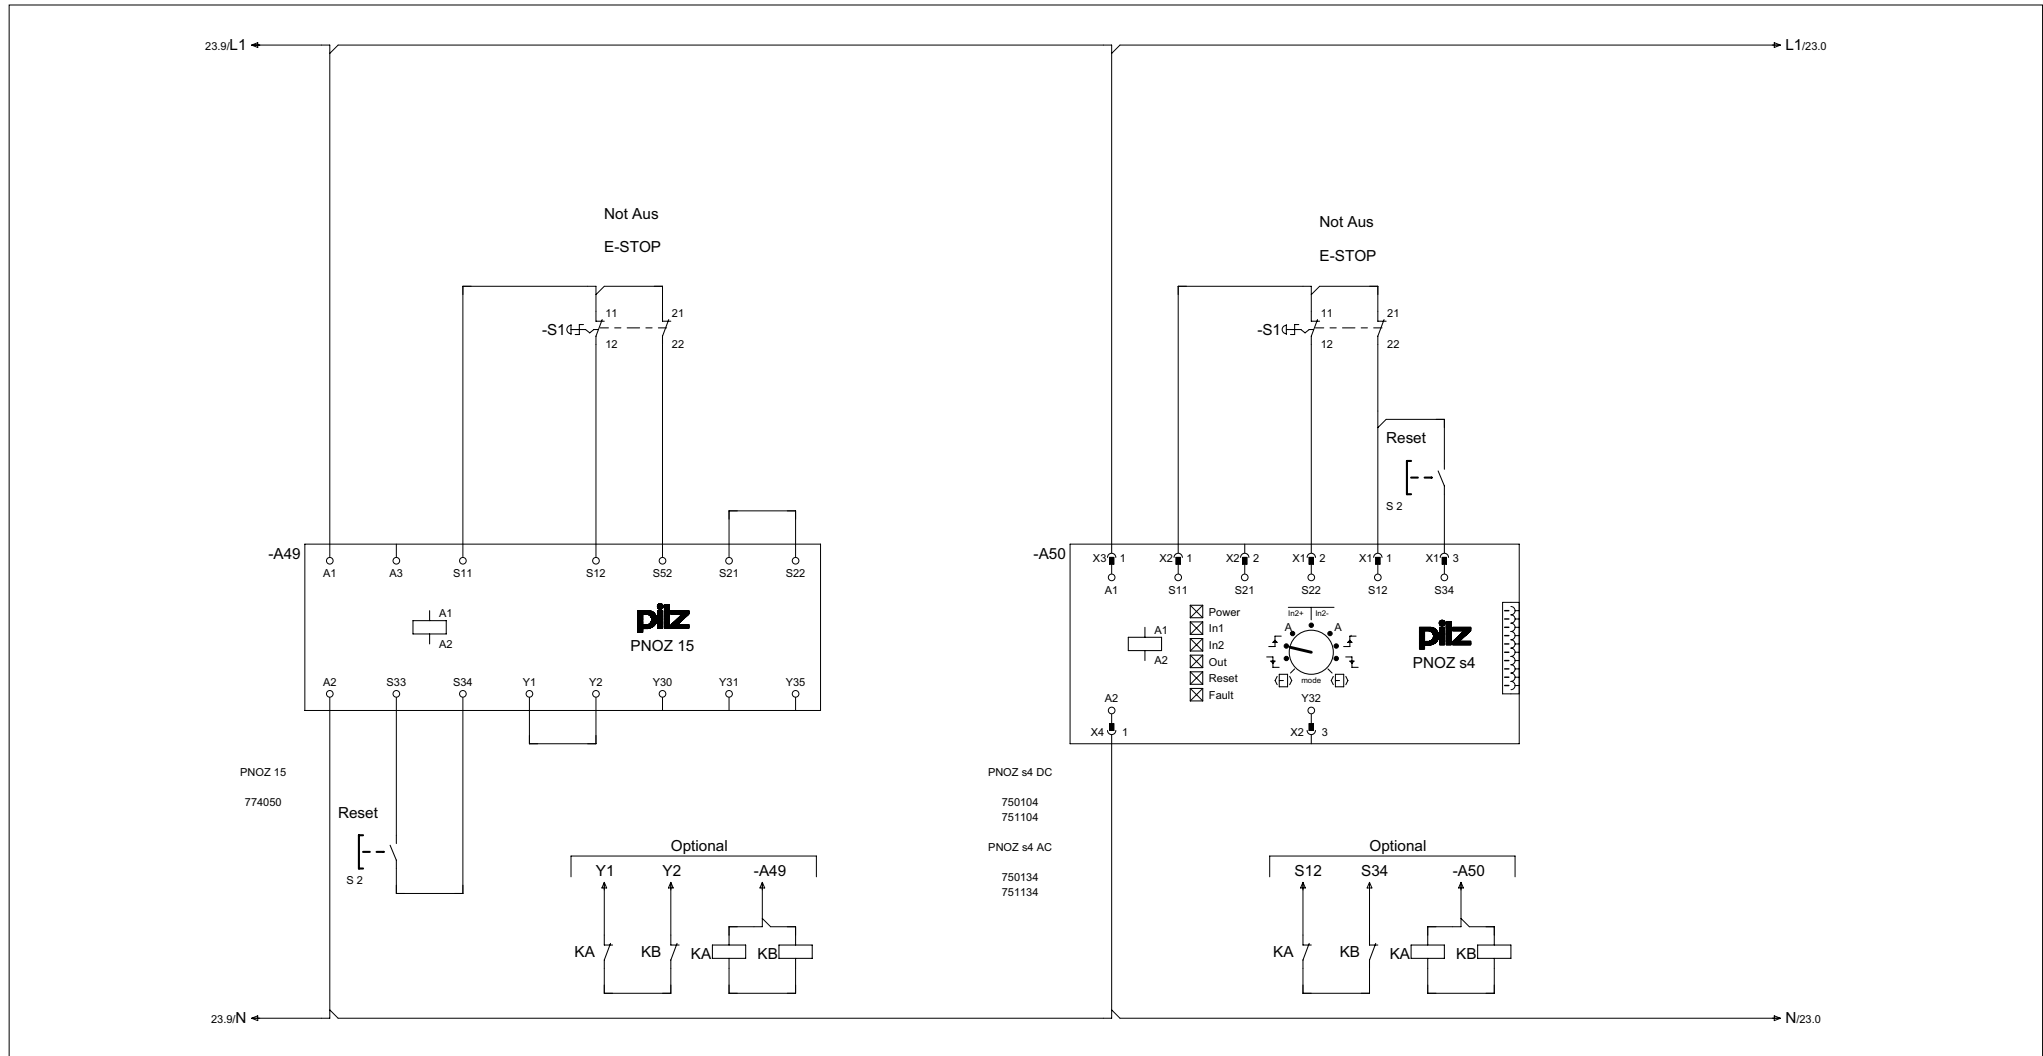 23.9/L1
L1/23.0
Not Aus
E-STOP
Not Aus
E-STOP
-S1 11 12 21 22
-S1 11 12 21 22
Reset
S 2
-A49
A1 A3 S11 S12 S52 S21 S22
A1
A2
pilz
PNOZ 15
A2 S33 S34 Y1 Y2 Y30 Y31 Y35
-A50
X3 1 X2 1 X2 2 X1 2 X1 1 X1 3
A1 S11 S21 S22 S12 S34
A1
A2
Power
In1
In2
Out
Reset
Fault
In2+ In2-
A A
mode
pilz
PNOZ s4
A2 Y32
X4 1 X2 3
PNOZ 15
774050
Reset
S 2
PNOZ s4 DC
750104
751104
PNOZ s4 AC
750134
751134
Optional
Y1 Y2 -A49
KA KB KA KB
Optional
S12 S34 -A50
KA KB KA KB
23.9/N
N/23.0